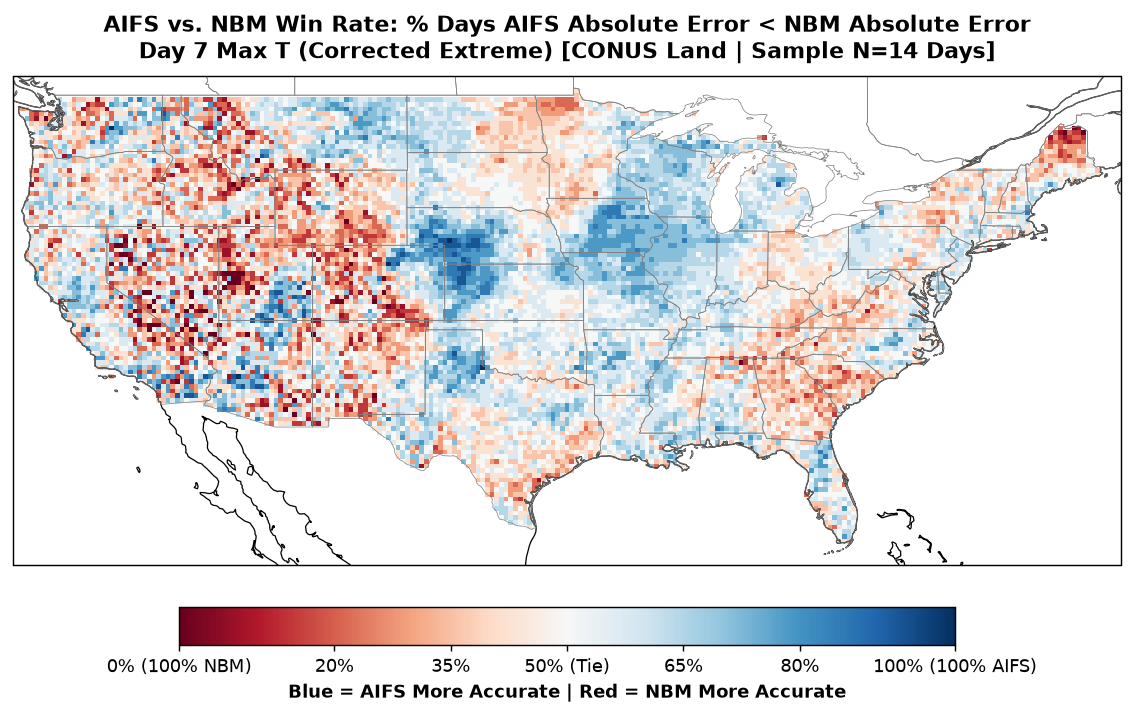 AIFS vs. NBM Win Rate: % Days AIFS Absolute Error < NBM Absolute Error
Day 7 Max T (Corrected Extreme) [CONUS Land | Sample N=14 Days]
0% (100% NBM) 20% 35% 50% (Tie) 65% 80% 100% (100% AIFS)
Blue = AIFS More Accurate | Red = NBM More Accurate